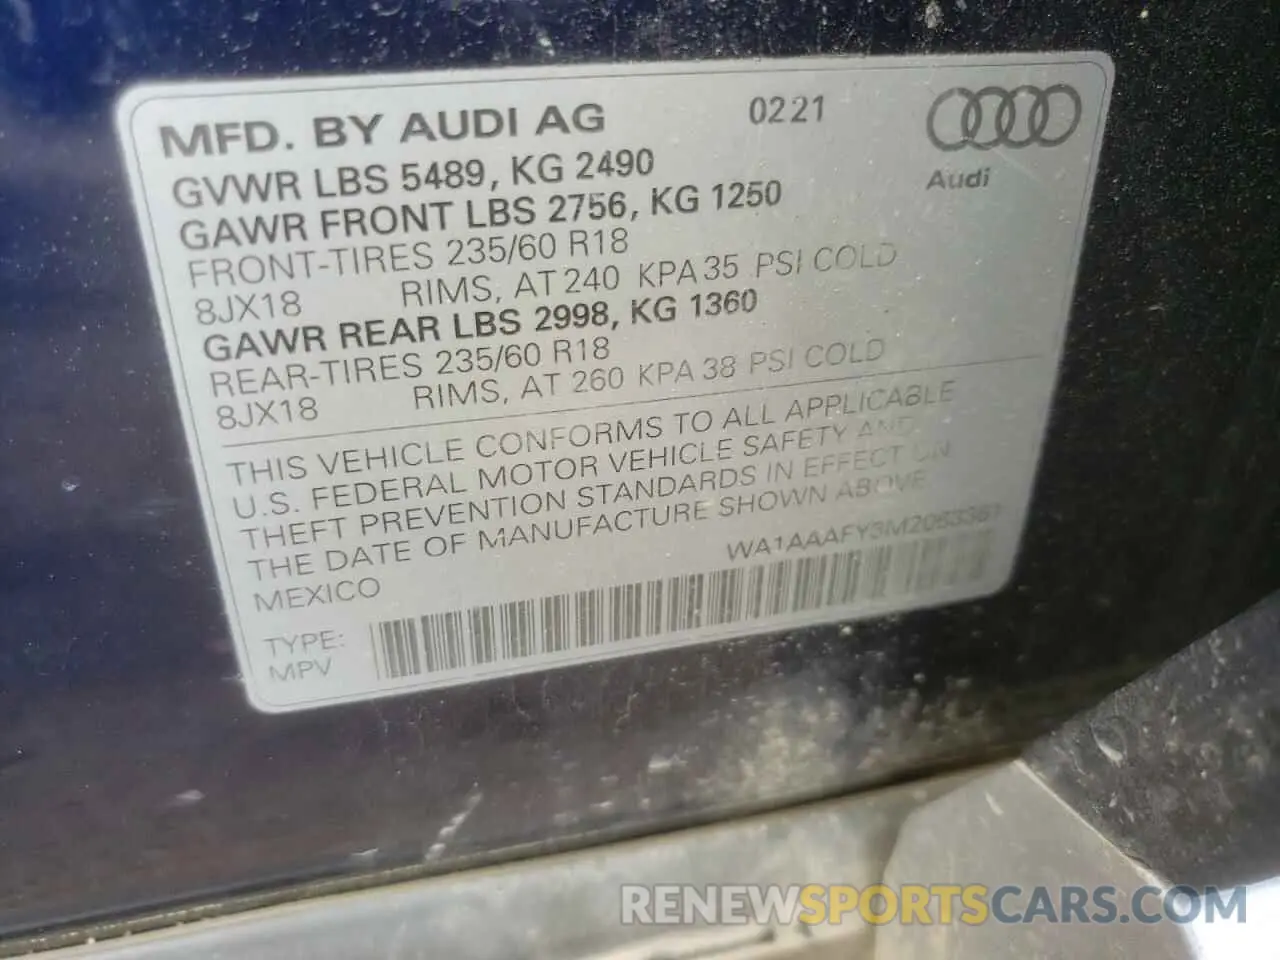 MFD. BY AUDI AG 0221
Audi
GVWR LBS 5489, KG 2490
GAWR FRONT LBS 2756, KG 1250
FRONT-TIRES 235/60 R18
8JX18 RIMS, AT 240 KPA 35 PSI COLD
GAWR REAR LBS 2998, KG 1360
REAR-TIRES 235/60 R18
8JX18 RIMS, AT 260 KPA 38 PSI COLD
THIS VEHICLE CONFORMS TO ALL APPLICABLE
U.S. FEDERAL MOTOR VEHICLE SAFETY AND
THEFT PREVENTION STANDARDS IN EFFECT ON
THE DATE OF MANUFACTURE SHOWN ABOVE
WA1AAAFY3M2063361
MEXICO
TYPE:
MPV
RENEWSPORTSCARS.COM